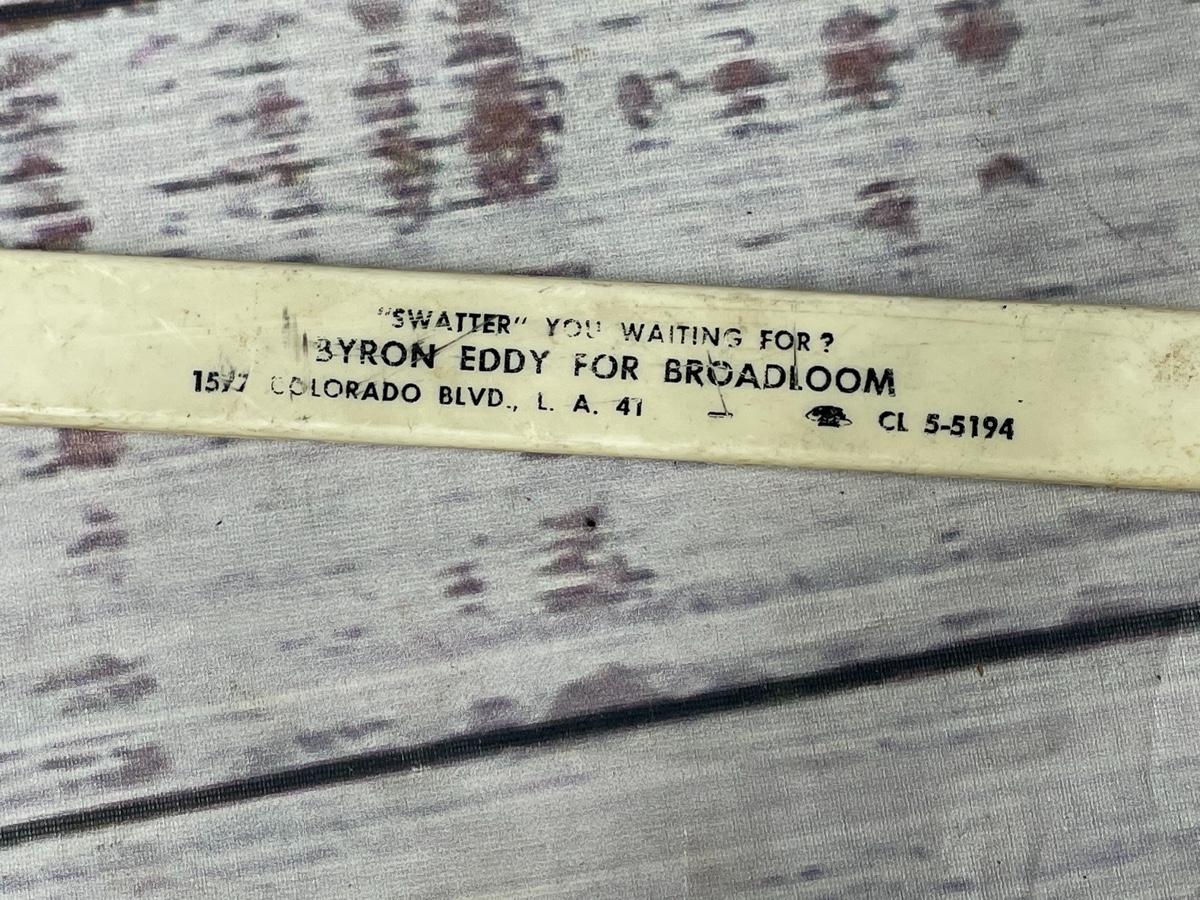 "SWATTER" YOU WAITING FOR?
BYRON EDDY FOR BROADLOOM
COLORADO BLVD., L. A. 41 — CL 5-5194